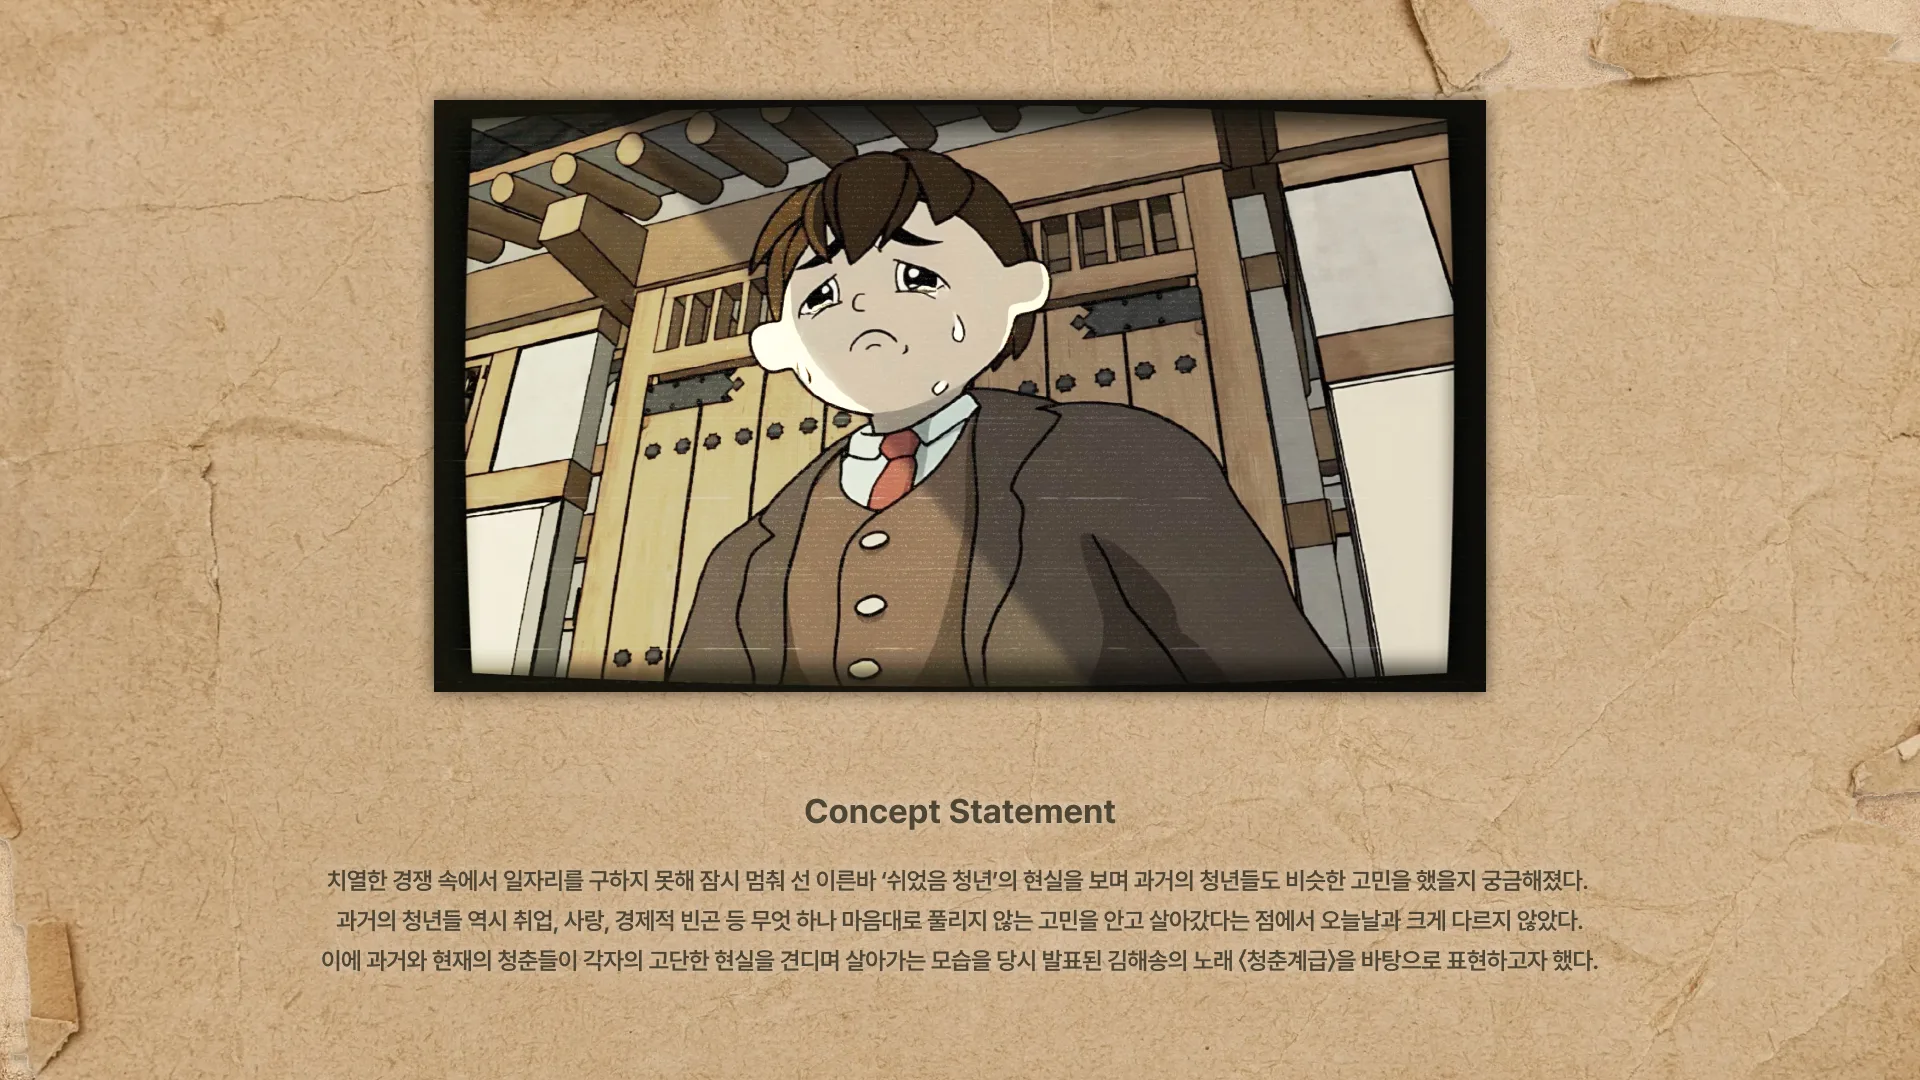 Concept Statement
치열한 경쟁 속에서 일자리를 구하지 못해 잠시 멈춰 선 이른바 ‘쉬었음 청년’의 현실을 보며 과거의 청년들도 비슷한 고민을 했을지 궁금해졌다.
과거의 청년들 역시 취업, 사랑, 경제적 빈곤 등 무엇 하나 마음대로 풀리지 않는 고민을 안고 살아갔다는 점에서 오늘날과 크게 다르지 않았다.
이에 과거와 현재의 청춘들이 각자의 고단한 현실을 견디며 살아가는 모습을 당시 발표된 김해송의 노래 〈청춘계급〉을 바탕으로 표현하고자 했다.